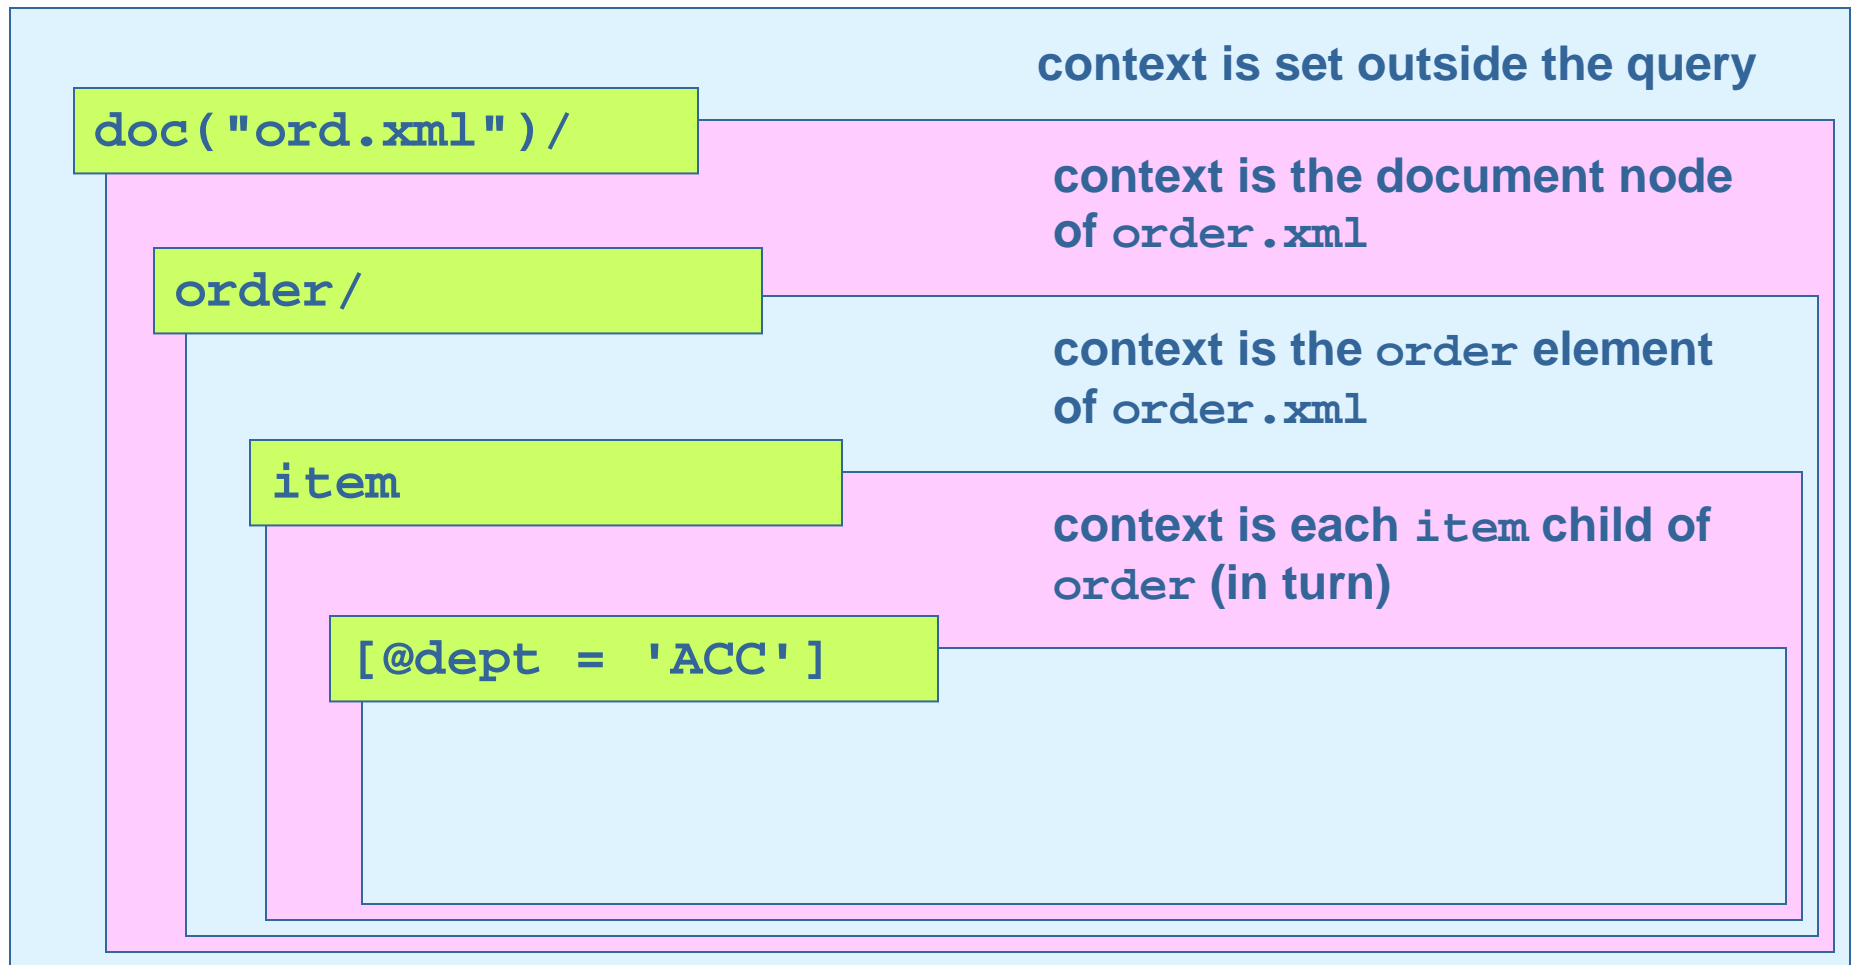 context is set outside the query
doc("ord.xml")/
context is the document node
of order.xml
order/
context is the order element
of order.xml
item
context is each item child of
order (in turn)
[@dept = 'ACC']